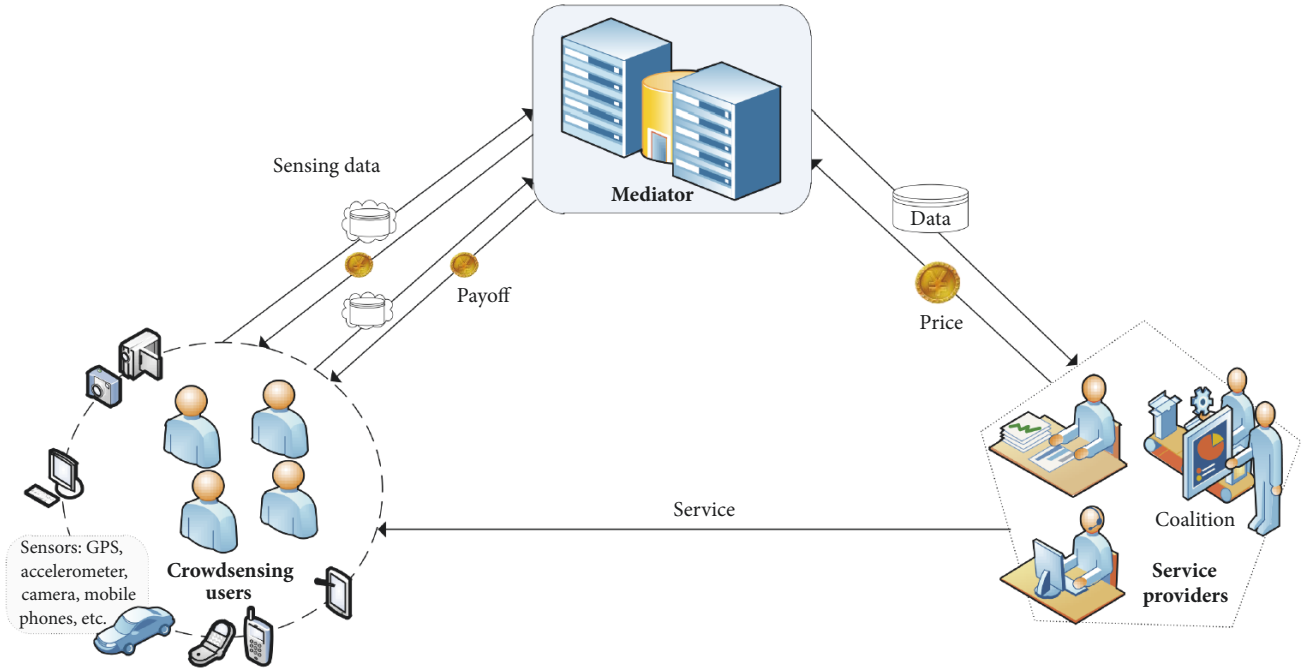 Mediator
Sensing data
Payoff
Data
Price
Service
Sensors: GPS,
accelerometer,
camera, mobile
phones, etc.
Crowdsensing
users
Coalition
Service
providers